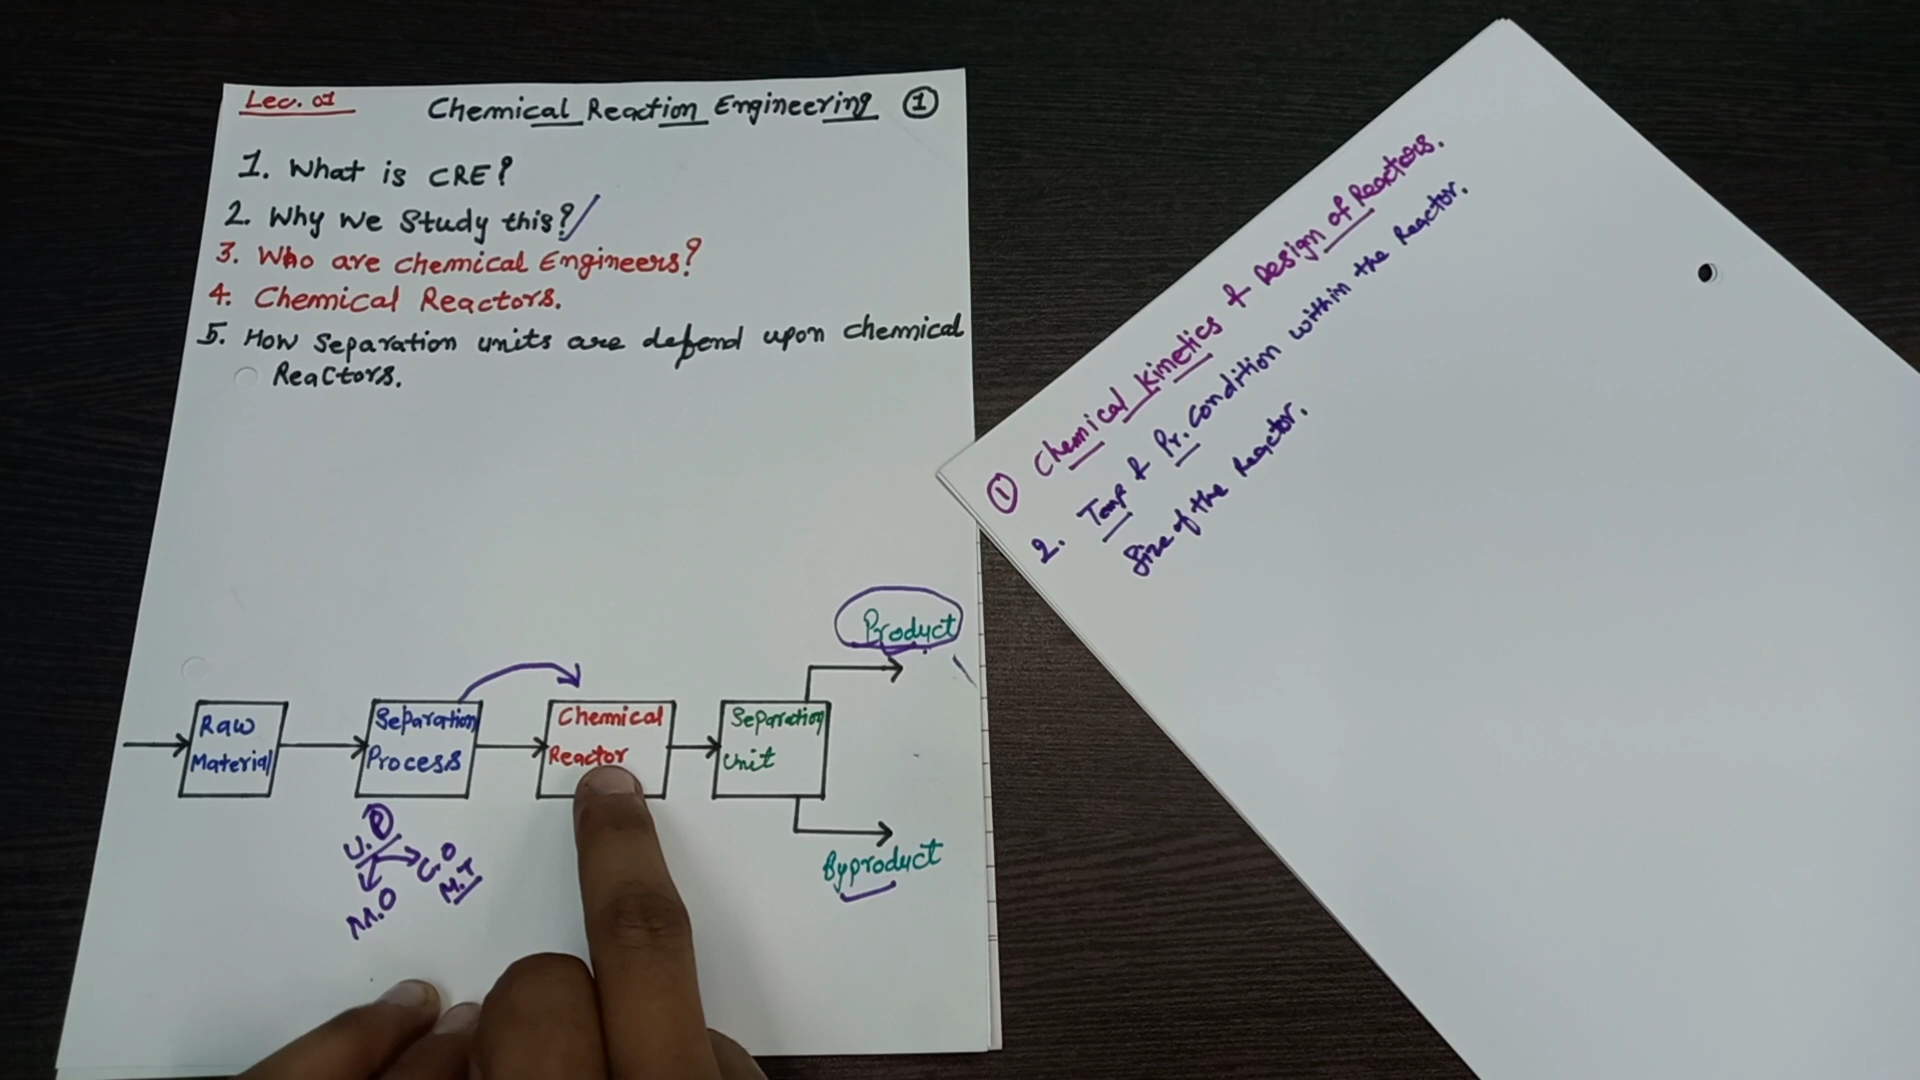 Lec. 01
Chemical Reaction Engineering ①
1. What is CRE?
2. Why We Study this?
3. Who are chemical Engineers?
4. Chemical Reactors.
5. How Separation units are defend upon chemical
Reactors.
Raw
Material
Separation
Process
Chemical
Reactor
Separation
Unit
Product
Byproduct
M.O
M.T
① Chemical Kinetics & Design of Reactors.
2. Temp & Pr. Condition within the Reactor.
Size of the Reactor.